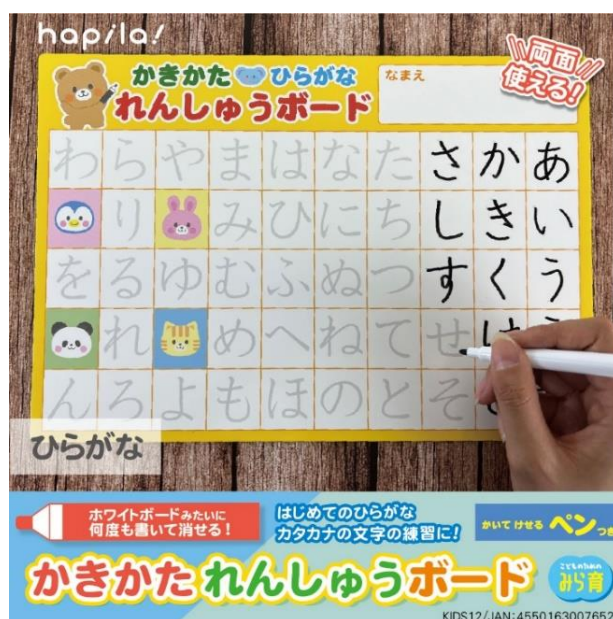 hapila!
かきかた ひらがな
れんしゅうボード
なまえ
両面
使える!
わ ら や ま は な た さ か あ
り み ひ に ち し き い
を る ゆ む ふ ぬ つ す く う
れ め へ ね て せ け
ん ろ よ も ほ の と そ
ひらがな
ホワイトボードみたいに
何度も書いて消せる!
はじめてのひらがな
カタカナの文字の練習に!
かいて けせる ペンつき
かきかた れんしゅうボード
こどものための
みら育
KIDS12/JAN:4550163007652